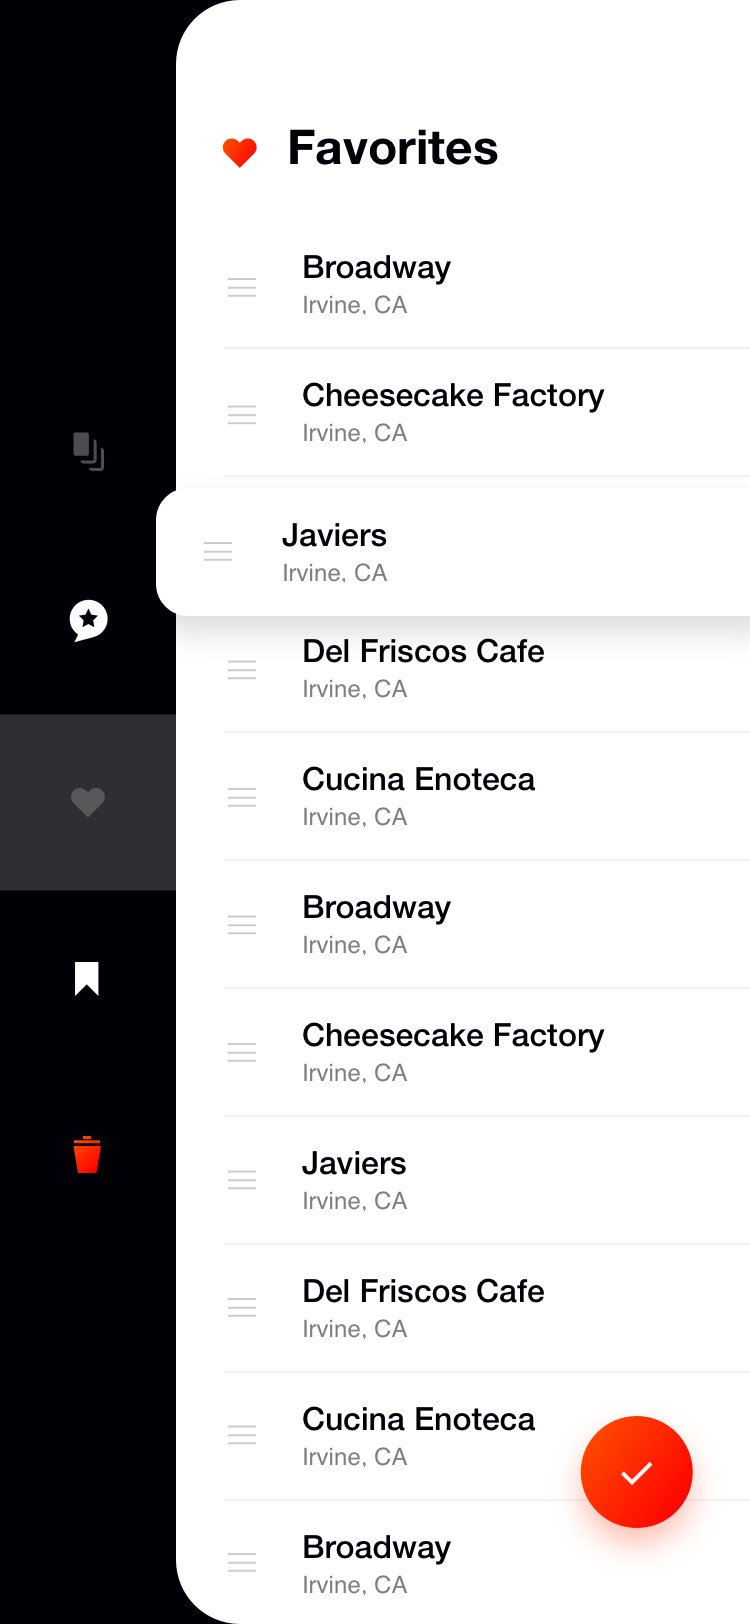 Favorites
Broadway
Irvine, CA
Cheesecake Factory
Irvine, CA
Javiers
Irvine, CA
Del Friscos Cafe
Irvine, CA
Cucina Enoteca
Irvine, CA
Broadway
Irvine, CA
Cheesecake Factory
Irvine, CA
Javiers
Irvine, CA
Del Friscos Cafe
Irvine, CA
Cucina Enoteca
Irvine, CA
Broadway
Irvine, CA